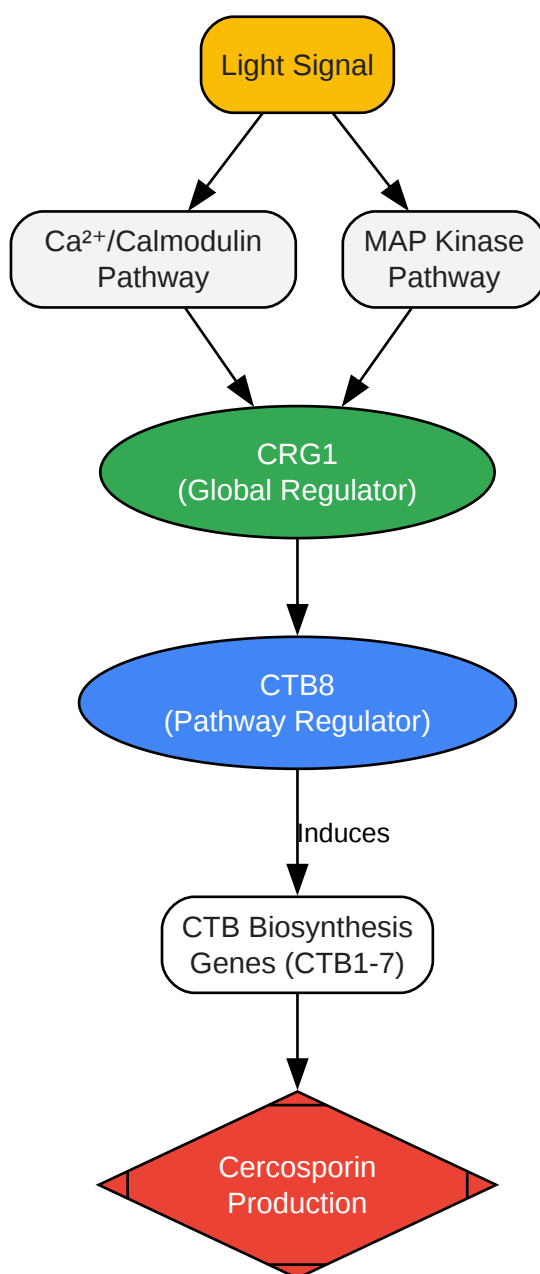 Light Signal
Ca²⁺/Calmodulin
Pathway
MAP Kinase
Pathway
CRG1
(Global Regulator)
CTB8
(Pathway Regulator)
Induces
CTB Biosynthesis
Genes (CTB1-7)
Cercosporin
Production